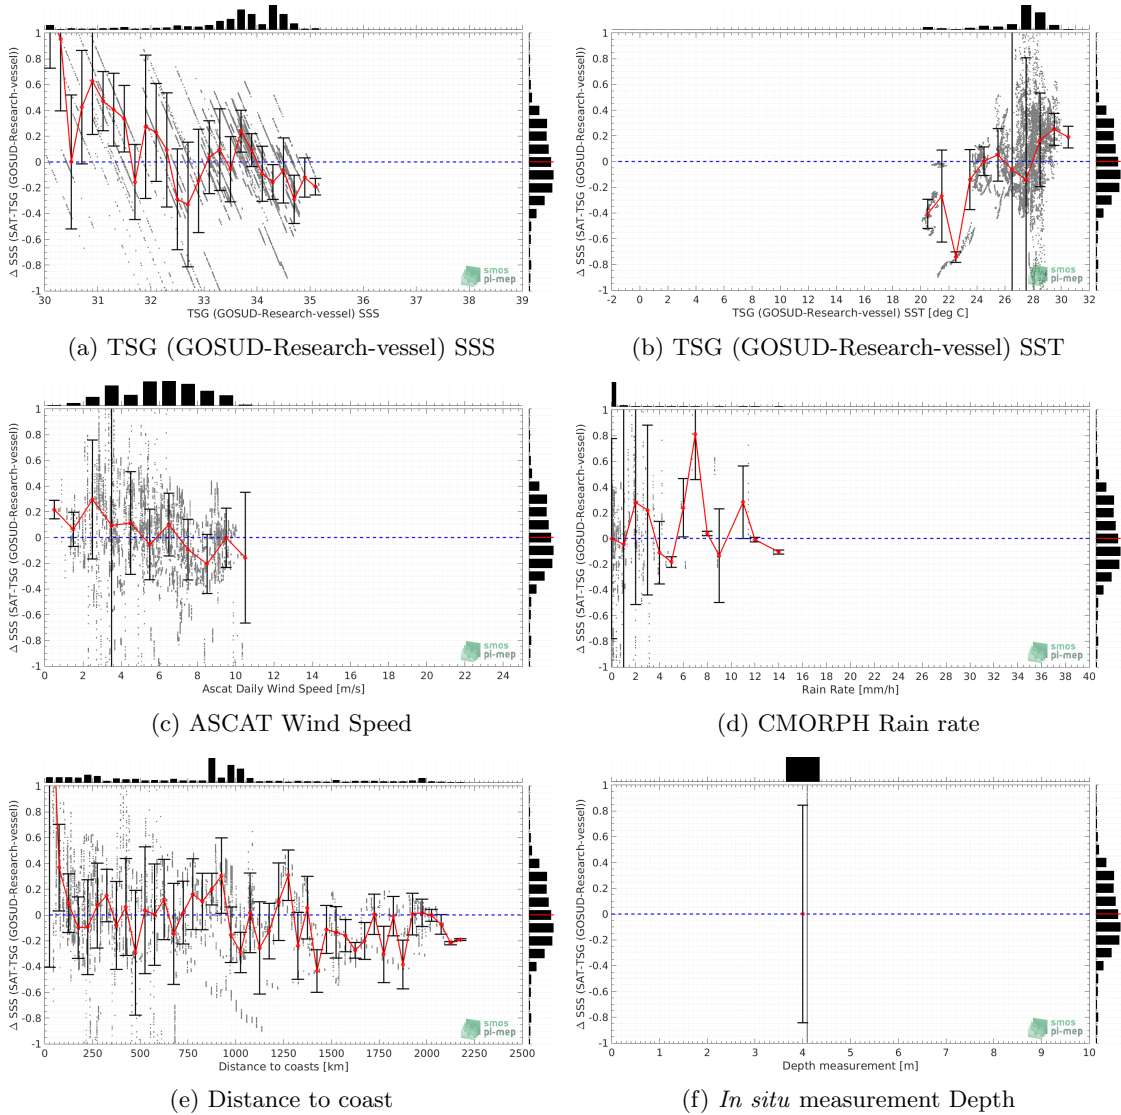 Δ SSS (SAT-TSG (GOSUD-Research-vessel))
1
0.8
0.6
0.4
0.2
0
-0.2
-0.4
-0.6
-0.8
-1
30 31 32 33 34 35 36 37 38 39
TSG (GOSUD-Research-vessel) SSS
smos
pi-mep
(a) TSG (GOSUD-Research-vessel) SSS
Δ SSS (SAT-TSG (GOSUD-Research-vessel))
1
0.8
0.6
0.4
0.2
0
-0.2
-0.4
-0.6
-0.8
-1
-2 0 2 4 6 8 10 12 14 16 18 20 22 24 26 28 30 32
TSG (GOSUD-Research-vessel) SST [deg C]
smos
pi-mep
(b) TSG (GOSUD-Research-vessel) SST
Δ SSS (SAT-TSG (GOSUD-Research-vessel))
1
0.8
0.6
0.4
0.2
0
-0.2
-0.4
-0.6
-0.8
-1
0 2 4 6 8 10 12 14 16 18 20 22 24
Ascat Daily Wind Speed [m/s]
smos
pi-mep
(c) ASCAT Wind Speed
Δ SSS (SAT-TSG (GOSUD-Research-vessel))
1
0.8
0.6
0.4
0.2
0
-0.2
-0.4
-0.6
-0.8
-1
0 2 4 6 8 10 12 14 16 18 20 22 24 26 28 30 32 34 36 38 40
Rain Rate [mm/h]
smos
pi-mep
(d) CMORPH Rain rate
Δ SSS (SAT-TSG (GOSUD-Research-vessel))
1
0.8
0.6
0.4
0.2
0
-0.2
-0.4
-0.6
-0.8
-1
0 250 500 750 1000 1250 1500 1750 2000 2250 2500
Distance to coasts [km]
smos
pi-mep
(e) Distance to coast
Δ SSS (SAT-TSG (GOSUD-Research-vessel))
1
0.8
0.6
0.4
0.2
0
-0.2
-0.4
-0.6
-0.8
-1
0 1 2 3 4 5 6 7 8 9 10
Depth measurement [m]
smos
pi-mep
(f) In situ measurement Depth